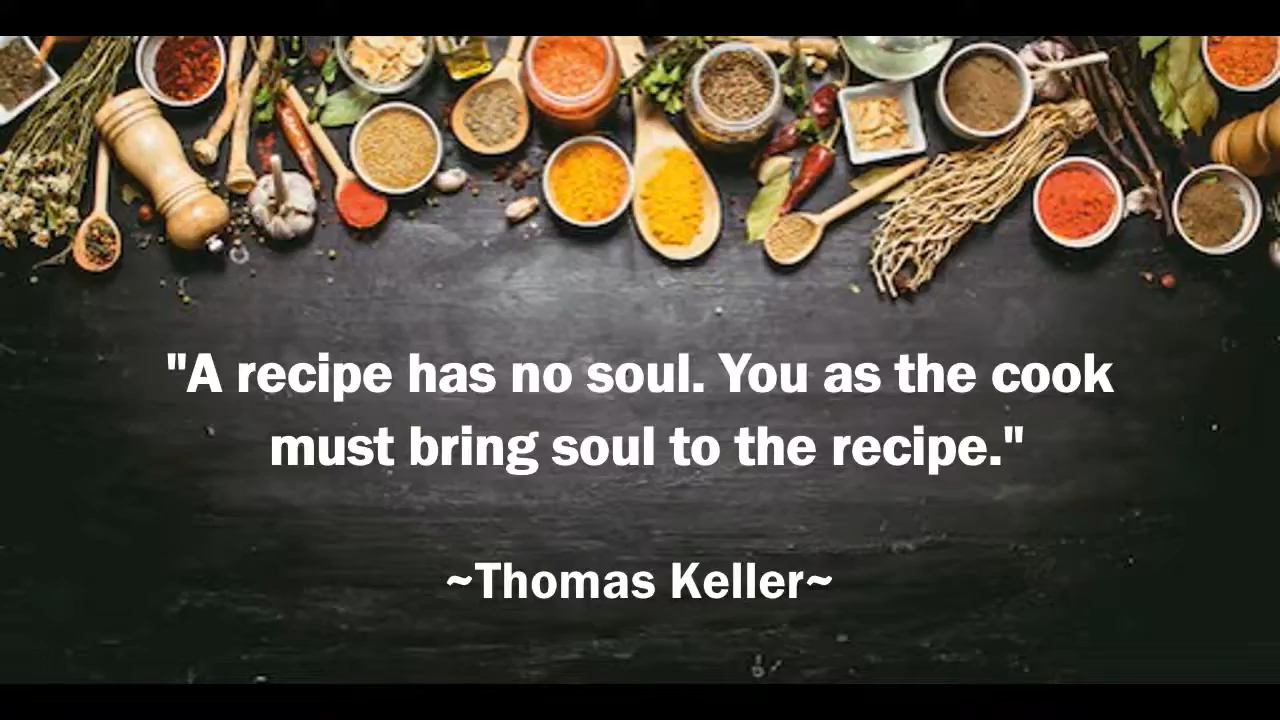 "A recipe has no soul. You as the cook
must bring soul to the recipe."
~Thomas Keller~